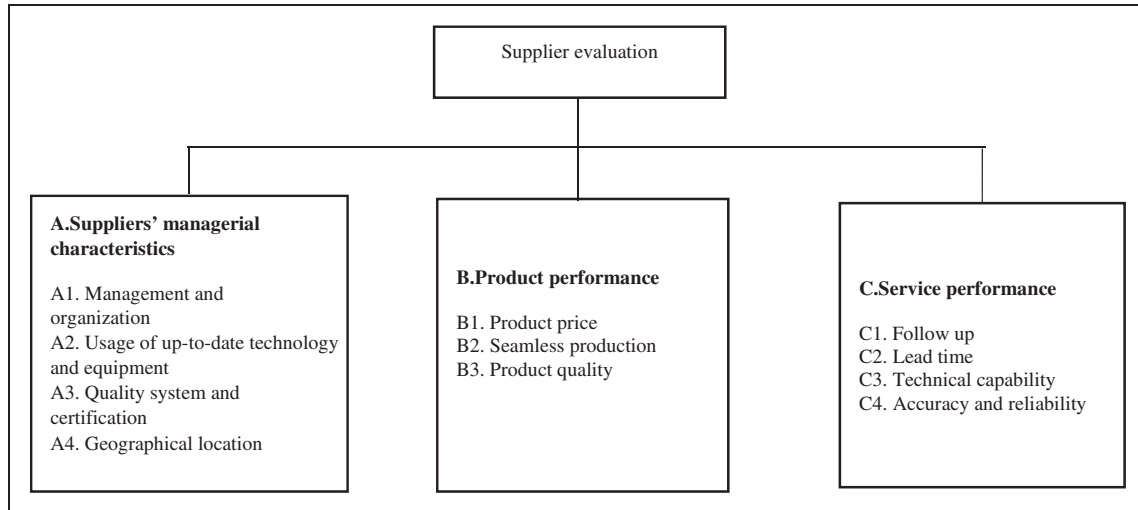 Supplier evaluation
A.Suppliers’ managerial
characteristics
A1. Management and
organization
A2. Usage of up-to-date technology
and equipment
A3. Quality system and
certification
A4. Geographical location
B.Product performance
B1. Product price
B2. Seamless production
B3. Product quality
C.Service performance
C1. Follow up
C2. Lead time
C3. Technical capability
C4. Accuracy and reliability